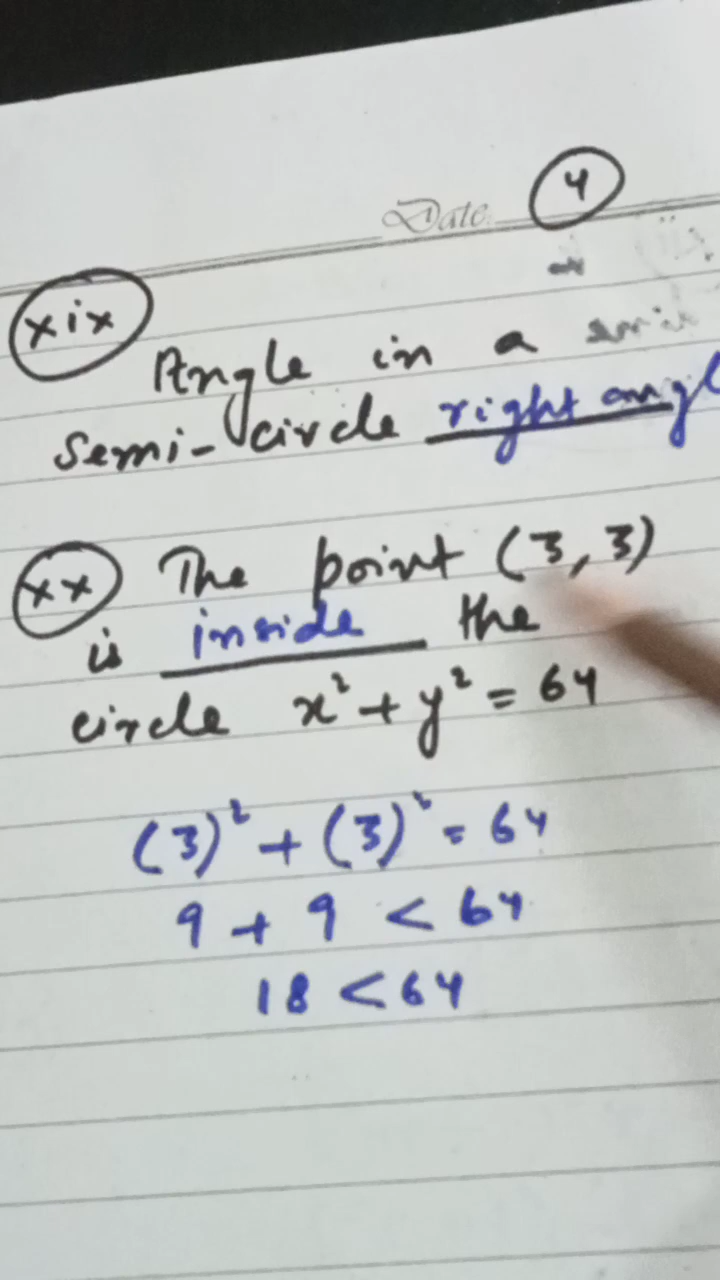 4
Date
xix
Angle in a
semi-circle right angl
xx The point (3, 3)
is inside the
circle x² + y² = 64
(3)² + (3)² = 64
9 + 9 < 64
18 < 64